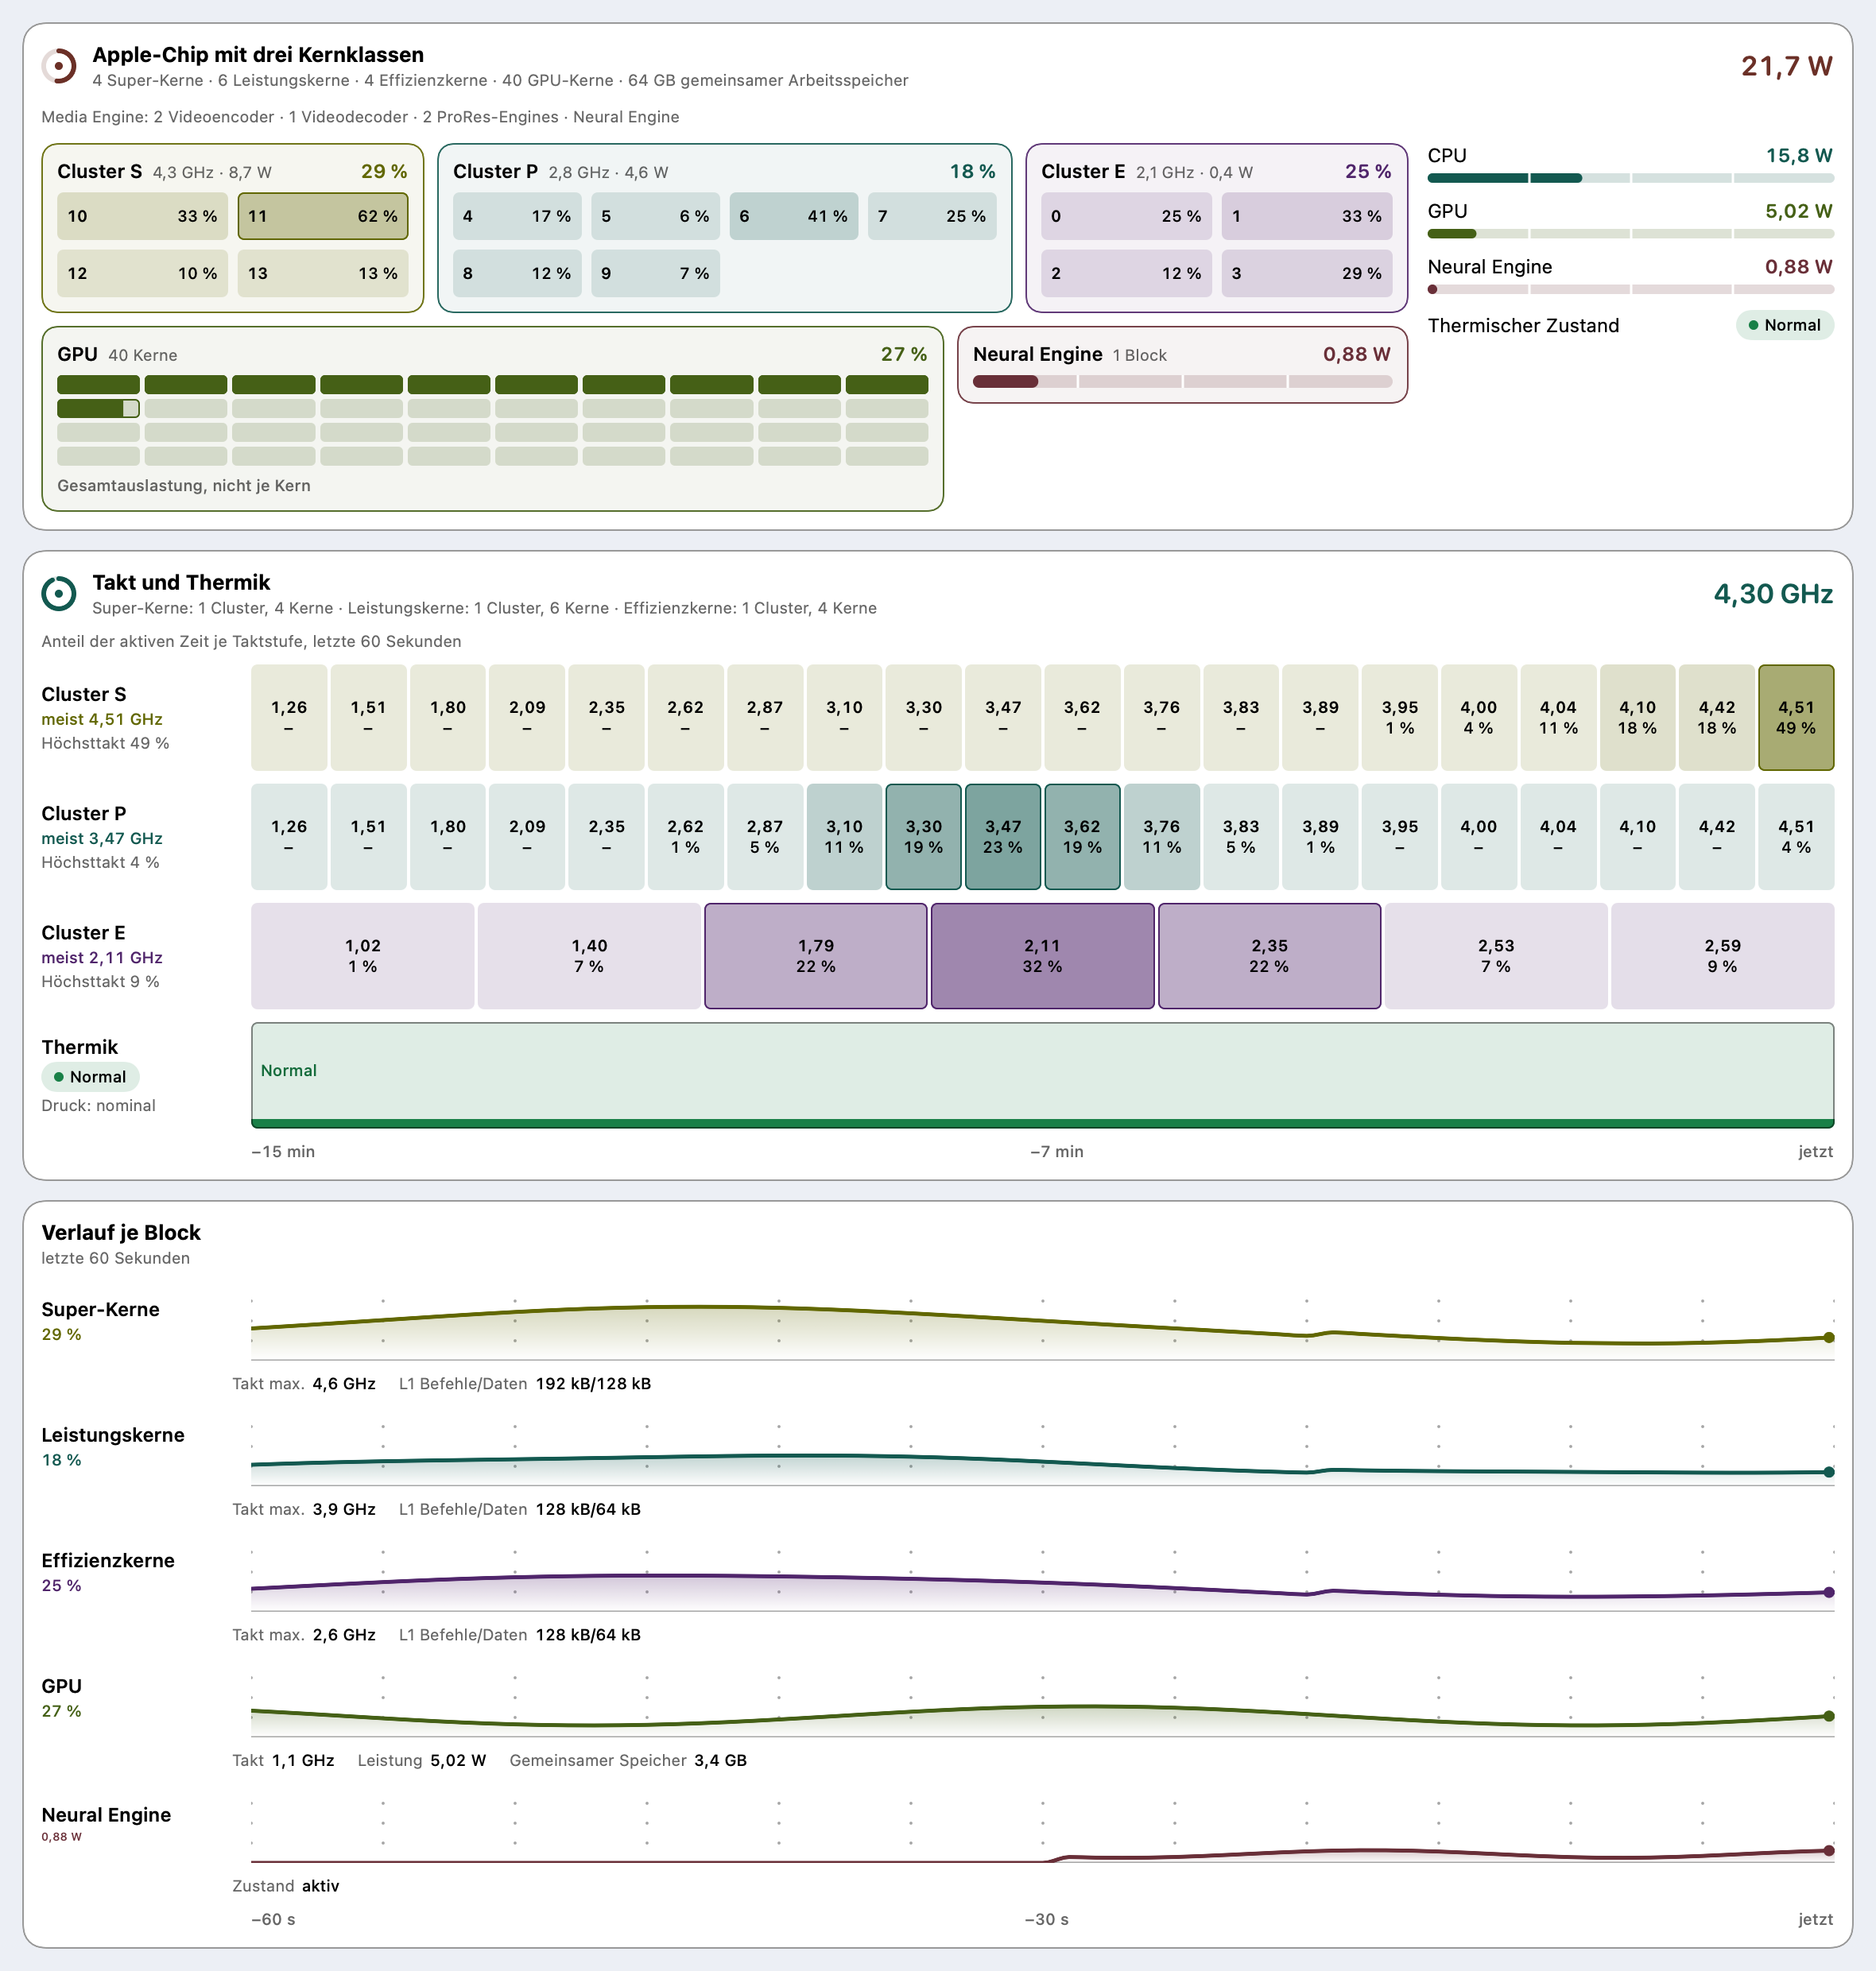 Apple-Chip mit drei Kernklassen
4 Super-Kerne · 6 Leistungskerne · 4 Effizienzkerne · 40 GPU-Kerne · 64 GB gemeinsamer Arbeitsspeicher
21,7 W
Media Engine: 2 Videoencoder · 1 Videodecoder · 2 ProRes-Engines · Neural Engine
Cluster S 4,3 GHz · 8,7 W 29 %
10 33 % 11 62 %
12 10 % 13 13 %
Cluster P 2,8 GHz · 4,6 W 18 %
4 17 % 5 6 % 6 41 % 7 25 %
8 12 % 9 7 %
Cluster E 2,1 GHz · 0,4 W 25 %
0 25 % 1 33 %
2 12 % 3 29 %
CPU 15,8 W
GPU 5,02 W
Neural Engine 0,88 W
Thermischer Zustand Normal
GPU 40 Kerne 27 %
Gesamtauslastung, nicht je Kern
Neural Engine 1 Block 0,88 W
Takt und Thermik
Super-Kerne: 1 Cluster, 4 Kerne · Leistungskerne: 1 Cluster, 6 Kerne · Effizienzkerne: 1 Cluster, 4 Kerne
4,30 GHz
Anteil der aktiven Zeit je Taktstufe, letzte 60 Sekunden
Cluster S
meist 4,51 GHz
Höchsttakt 49 %
1,26 1,51 1,80 2,09 2,35 2,62 2,87 3,10 3,30 3,47 3,62 3,76 3,83 3,89 3,95 4,00 4,04 4,10 4,42 4,51
– – – – – – – – – – – – – – 1 % 4 % 11 % 18 % 18 % 49 %
Cluster P
meist 3,47 GHz
Höchsttakt 4 %
1,26 1,51 1,80 2,09 2,35 2,62 2,87 3,10 3,30 3,47 3,62 3,76 3,83 3,89 3,95 4,00 4,04 4,10 4,42 4,51
– – – – – 1 % 5 % 11 % 19 % 23 % 19 % 11 % 5 % 1 % – – – – – 4 %
Cluster E
meist 2,11 GHz
Höchsttakt 9 %
1,02 1,40 1,79 2,11 2,35 2,53 2,59
1 % 7 % 22 % 32 % 22 % 7 % 9 %
Thermik
Normal
Druck: nominal
Normal
–15 min –7 min jetzt
Verlauf je Block
letzte 60 Sekunden
Super-Kerne
29 %
Takt max. 4,6 GHz L1 Befehle/Daten 192 kB/128 kB
Leistungskerne
18 %
Takt max. 3,9 GHz L1 Befehle/Daten 128 kB/64 kB
Effizienzkerne
25 %
Takt max. 2,6 GHz L1 Befehle/Daten 128 kB/64 kB
GPU
27 %
Takt 1,1 GHz Leistung 5,02 W Gemeinsamer Speicher 3,4 GB
Neural Engine
0,88 W
Zustand aktiv
–60 s –30 s jetzt